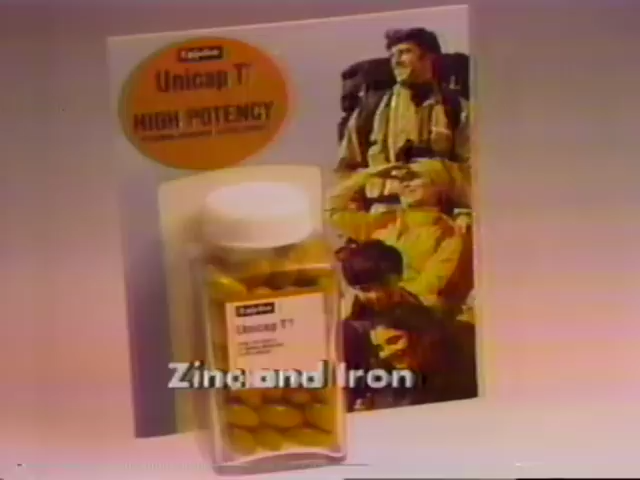 Upjohn
Unicap T
HIGH POTENCY
Upjohn
Unicap T
Zinc and Iron